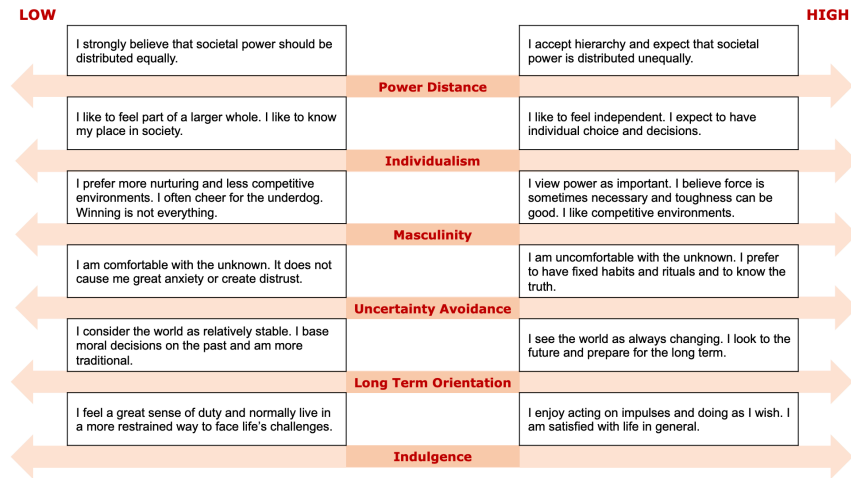 LOW
HIGH
I strongly believe that societal power should be
distributed equally.
I accept hierarchy and expect that societal
power is distributed unequally.
Power Distance
I like to feel part of a larger whole. I like to know
my place in society.
I like to feel independent. I expect to have
individual choice and decisions.
Individualism
I prefer more nurturing and less competitive
environments. I often cheer for the underdog.
Winning is not everything.
I view power as important. I believe force is
sometimes necessary and toughness can be
good. I like competitive environments.
Masculinity
I am comfortable with the unknown. It does not
cause me great anxiety or create distrust.
I am uncomfortable with the unknown. I prefer
to have fixed habits and rituals and to know the
truth.
Uncertainty Avoidance
I consider the world as relatively stable. I base
moral decisions on the past and am more
traditional.
I see the world as always changing. I look to the
future and prepare for the long term.
Long Term Orientation
I feel a great sense of duty and normally live in
a more restrained way to face life's challenges.
I enjoy acting on impulses and doing as I wish. I
am satisfied with life in general.
Indulgence